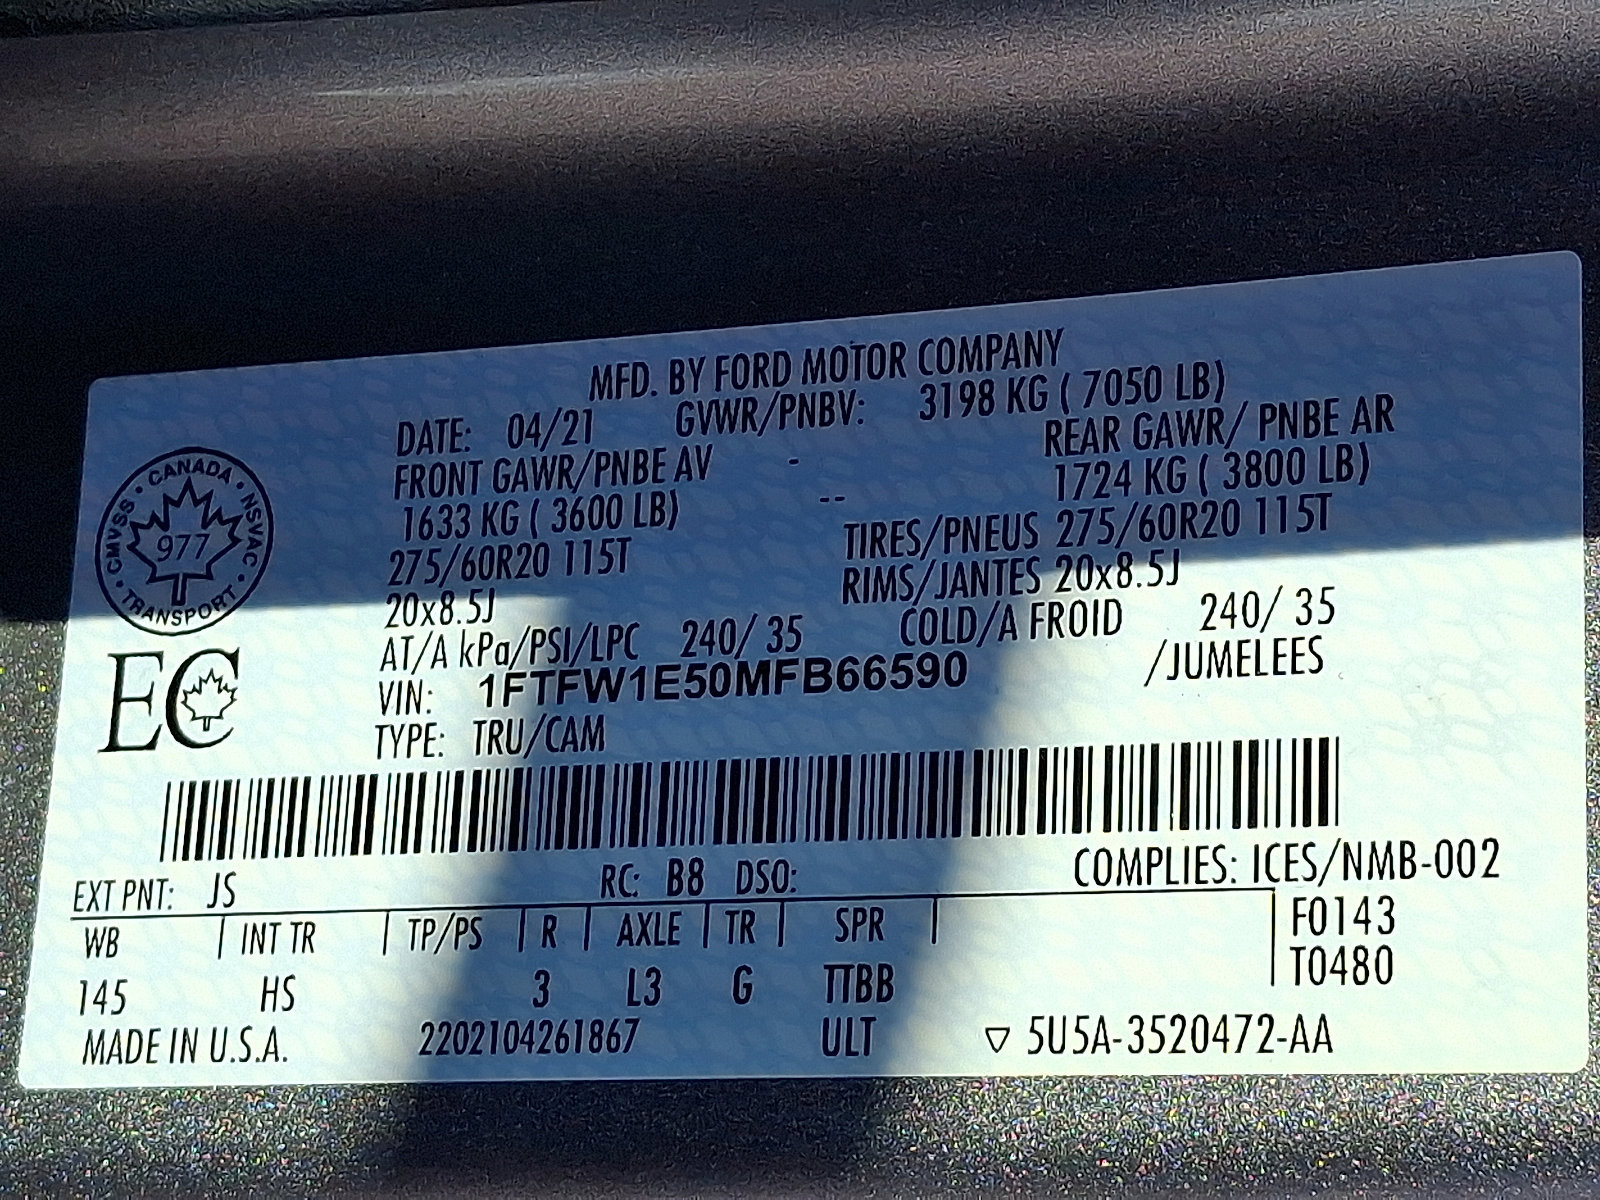 MFD. BY FORD MOTOR COMPANY
DATE: 04/21 GVWR/PNBV: 3198 KG ( 7050 LB)
FRONT GAWR/PNBE AV - REAR GAWR/ PNBE AR
1633 KG ( 3600 LB) -- 1724 KG ( 3800 LB)
275/60R20 115T TIRES/PNEUS 275/60R20 115T
20x8.5J RIMS/JANTES 20x8.5J
AT/A kPa/PSI/LPC 240/ 35 COLD/A FROID 240/ 35
VIN: 1FTFW1E50MFB66590 /JUMELEES
TYPE: TRU/CAM
CANADA • NSVAC • TRANSPORT • CMVSS •
977
EC
EXT PNT: JS RC: B8 DSO: COMPLIES: ICES/NMB-002
WB | INT TR | TP/PS | R | AXLE | TR | SPR | F0143
T0480
145 HS 3 L3 G TTBB
MADE IN U.S.A. 2202104261867 ULT ▽ 5U5A-3520472-AA